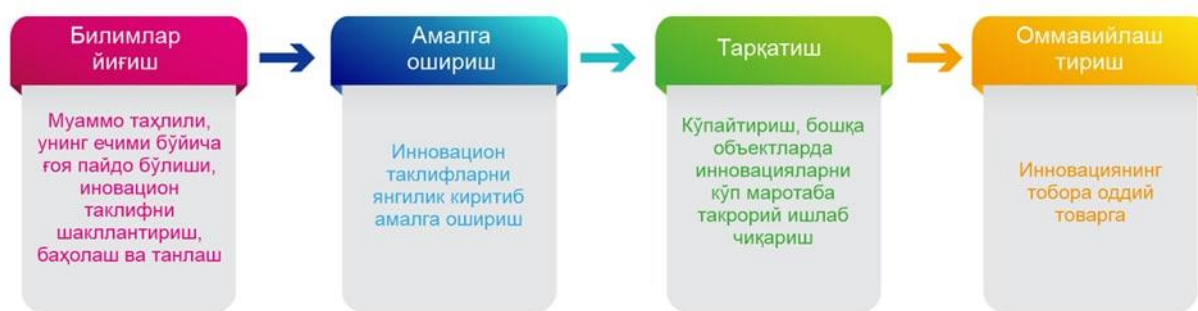 Билимлар
йиғиш
Муаммо таҳлили,
унинг ечими бўйича
ғоя пайдо бўлиши,
иновацион
таклифни
шакллантириш,
баҳолаш ва танлаш
Амалга
ошириш
Инновацион
таклифларни
янгилик киритиб
амалга ошириш
Тарқатиш
Кўпайтириш, бошқа
объектларда
инновацияларни
кўп маротаба
такрорий ишлаб
чиқариш
Оммавийлаш
тириш
Инновациянинг
тобора оддий
товарга